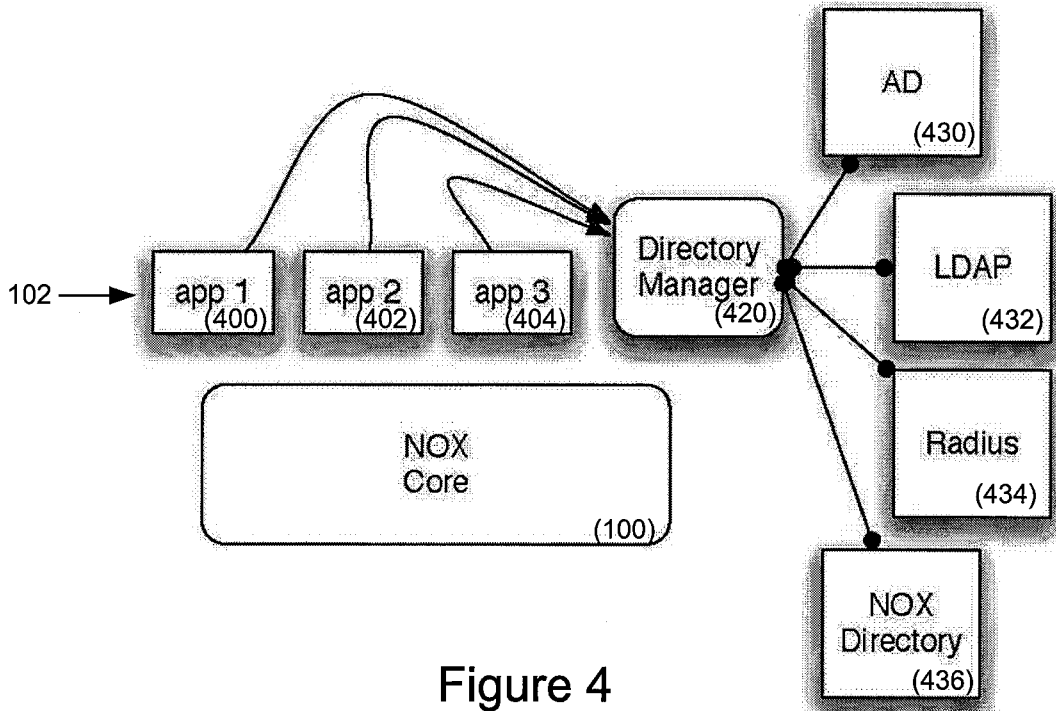 AD
(430)
LDAP
(432)
Directory
Manager
(420)
102
app 1
(400)
app 2
(402)
app 3
(404)
Radius
(434)
NOX
Core
(100)
NOX
Directory
(436)
Figure 4